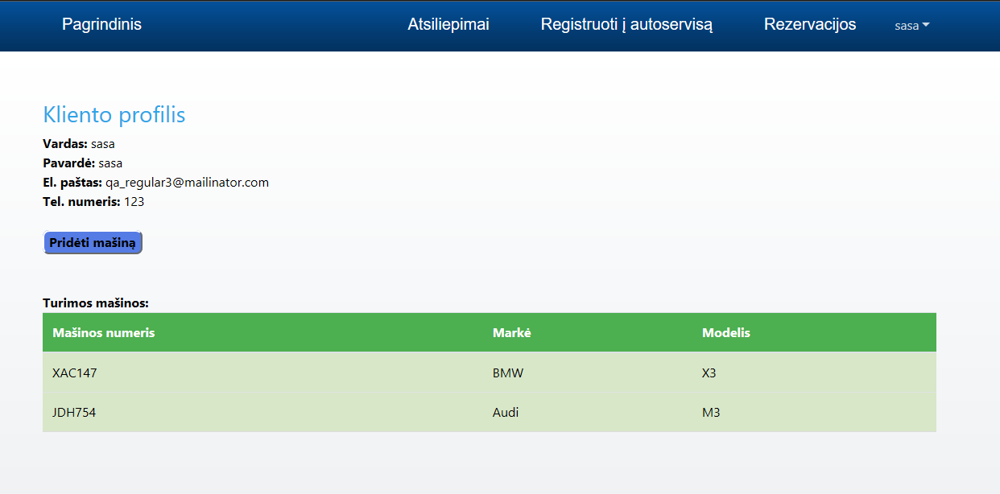 Pagrindinis Atsiliepimai Registruoti į autoservisą Rezervacijos sasa
Kliento profilis
Vardas: sasa
Pavardė: sasa
El. paštas: qa_regular3@mailinator.com
Tel. numeris: 123
Pridėti mašiną
Turimos mašinos:
Mašinos numeris Markė Modelis
XAC147 BMW X3
JDH754 Audi M3